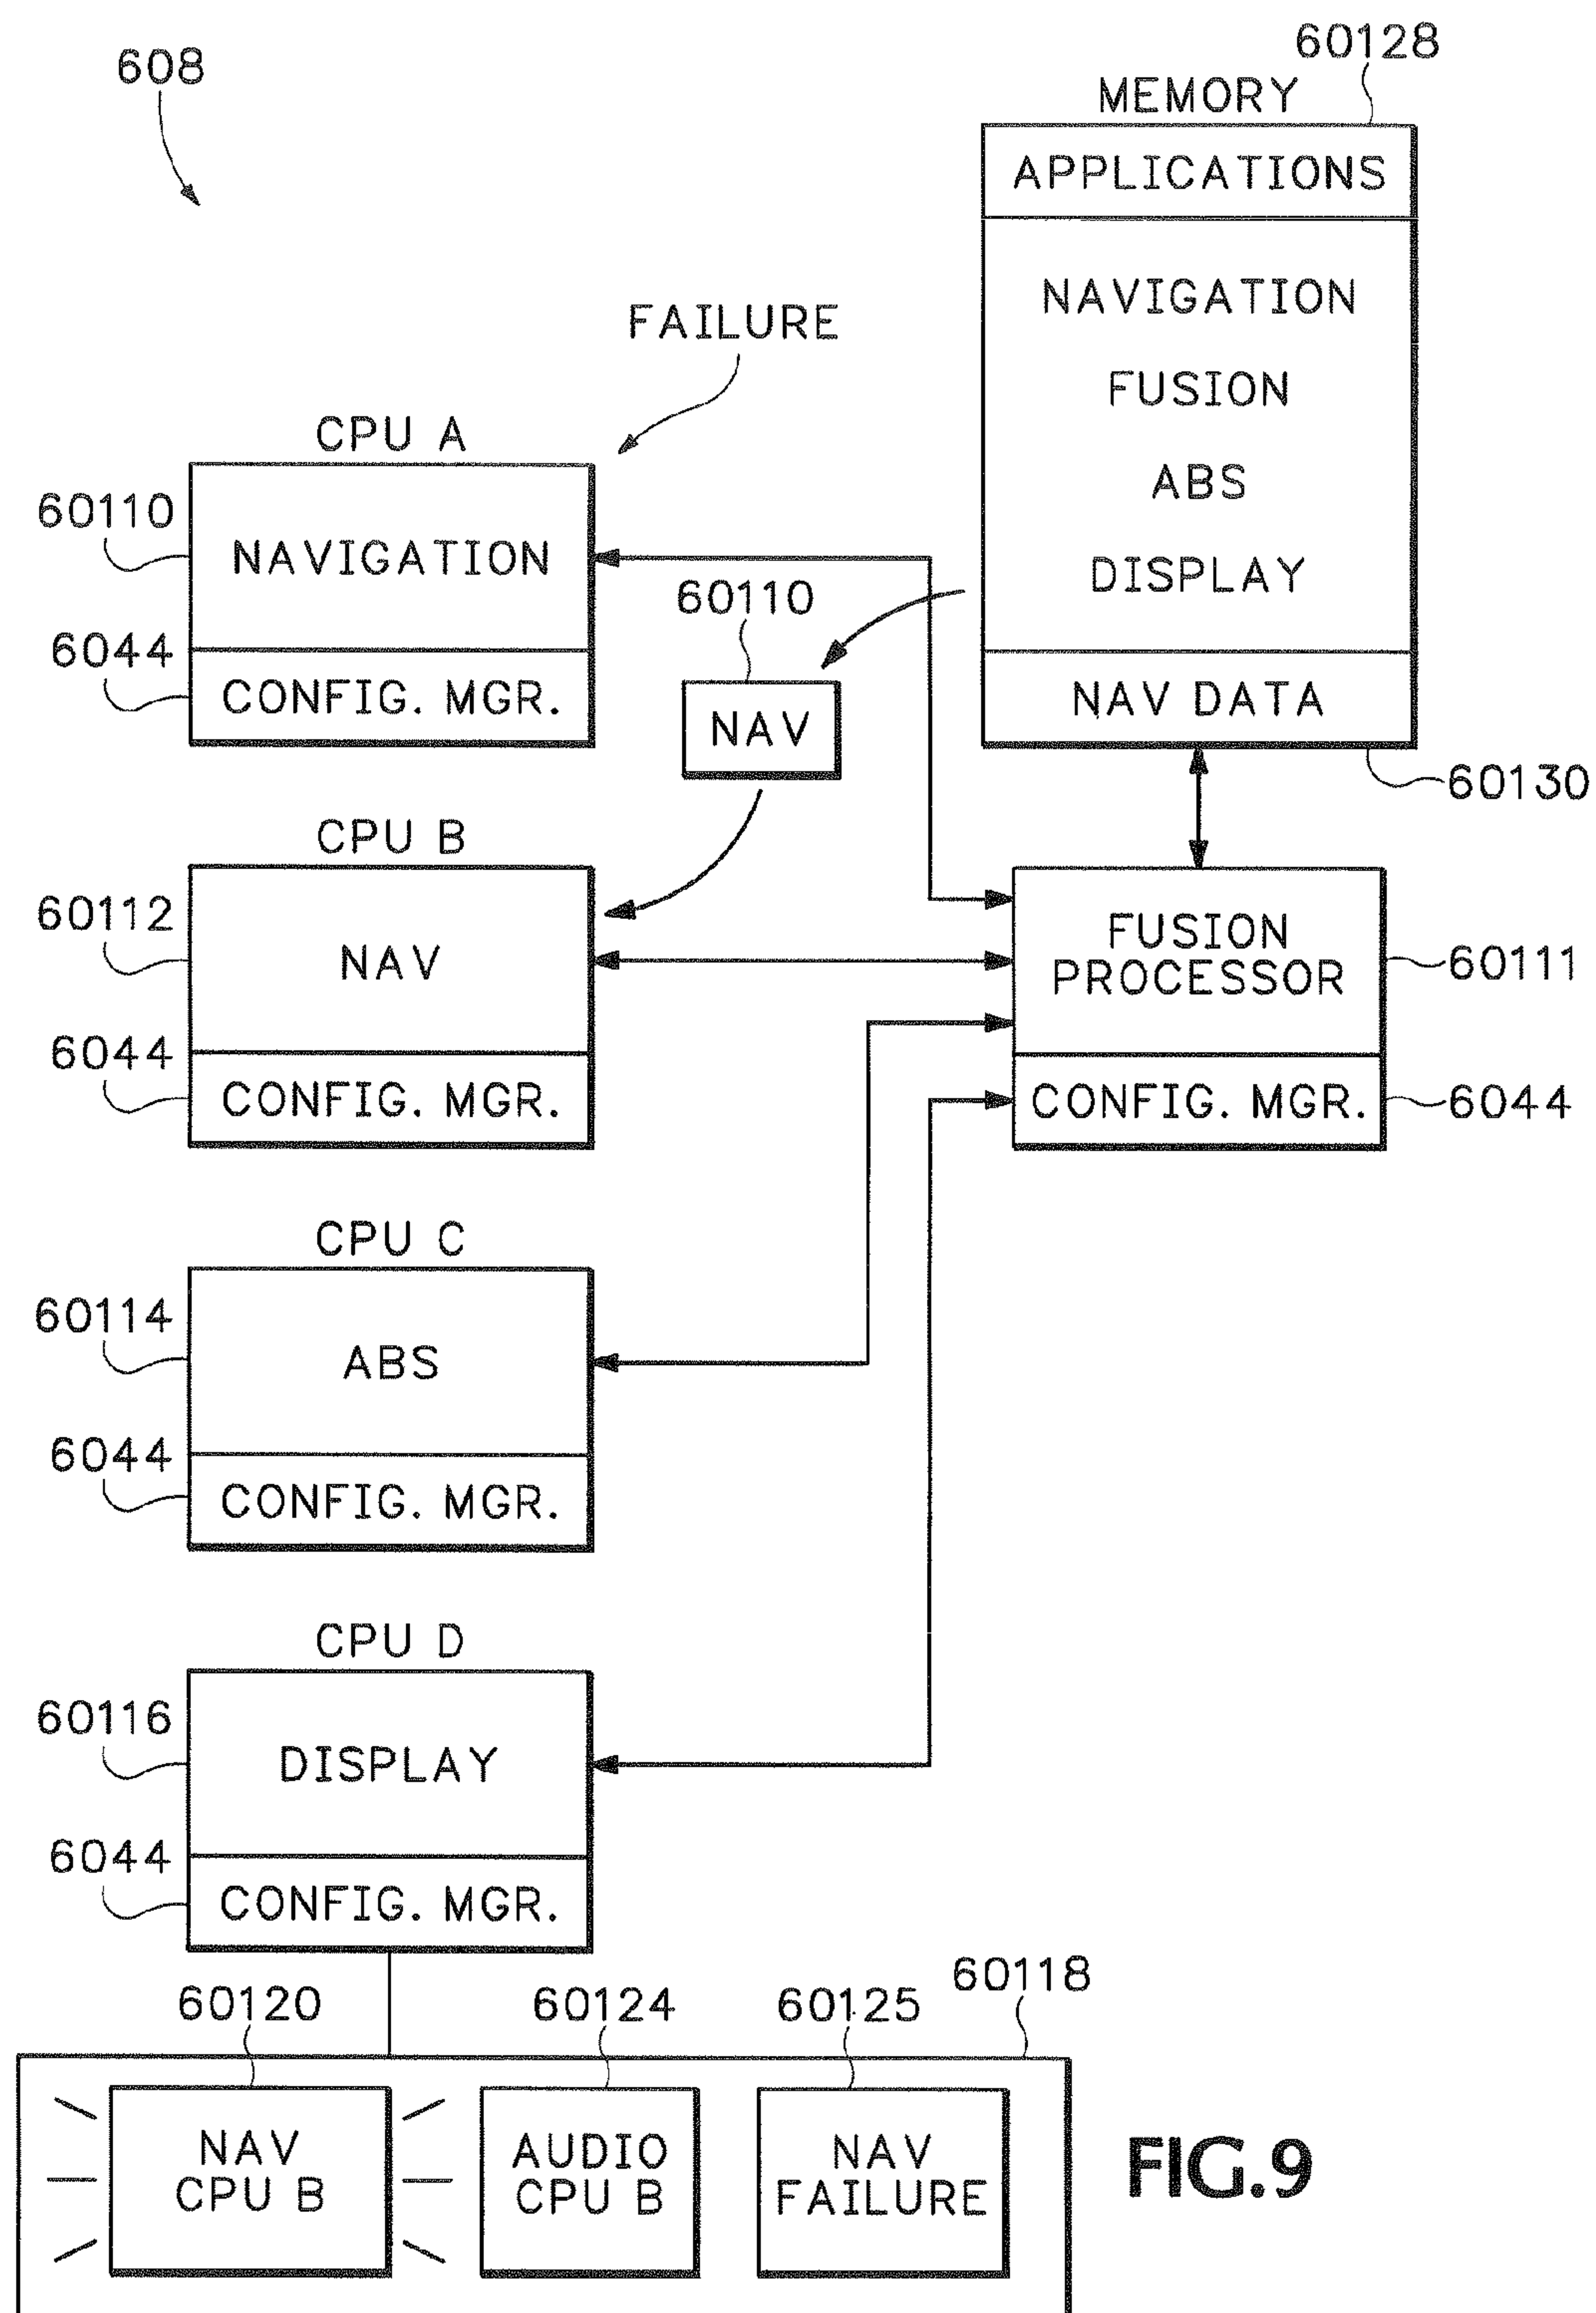 608
60128
MEMORY
APPLICATIONS
NAVIGATION
FUSION
ABS
DISPLAY
NAV DATA
60130
FAILURE
CPU A
60110
NAVIGATION
6044
CONFIG. MGR.
60110
NAV
CPU B
60112
NAV
6044
CONFIG. MGR.
FUSION
PROCESSOR
60111
CONFIG. MGR.
6044
CPU C
60114
ABS
6044
CONFIG. MGR.
CPU D
60116
DISPLAY
6044
CONFIG. MGR.
60118
60120
60124
60125
NAV
CPU B
AUDIO
CPU B
NAV
FAILURE
FIG.9